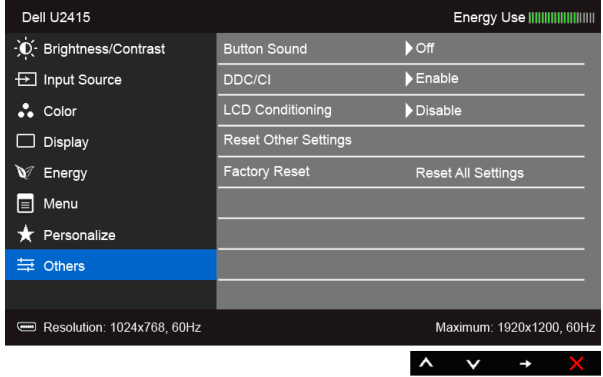 Dell U2415 Energy Use
Brightness/Contrast Button Sound Off
Input Source DDC/CI Enable
Color LCD Conditioning Disable
Display Reset Other Settings
Energy Factory Reset Reset All Settings
Menu
Personalize
Others
Resolution: 1024x768, 60Hz Maximum: 1920x1200, 60Hz